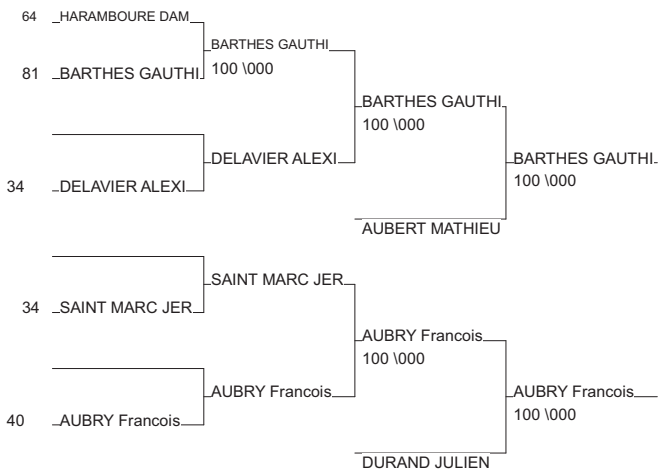 64 HARAMBOURE DAM
BARTHES GAUTHI
100 \000
81 BARTHES GAUTHI
BARTHES GAUTHI
100 \000
DELAVIER ALEXI
BARTHES GAUTHI
100 \000
34 DELAVIER ALEXI
AUBERT MATHIEU
SAINT MARC JER
34 SAINT MARC JER
AUBRY Francois
100 \000
AUBRY Francois
AUBRY Francois
100 \000
40 AUBRY Francois
DURAND JULIEN